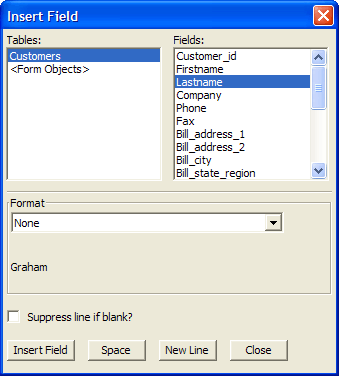 Insert Field
Tables:
Fields:
Customers
<Form Objects>
Customer_id
Firstname
Lastname
Company
Phone
Fax
Bill_address_1
Bill_address_2
Bill_city
Bill_state_region
Format
None
Graham
Suppress line if blank?
Insert Field
Space
New Line
Close